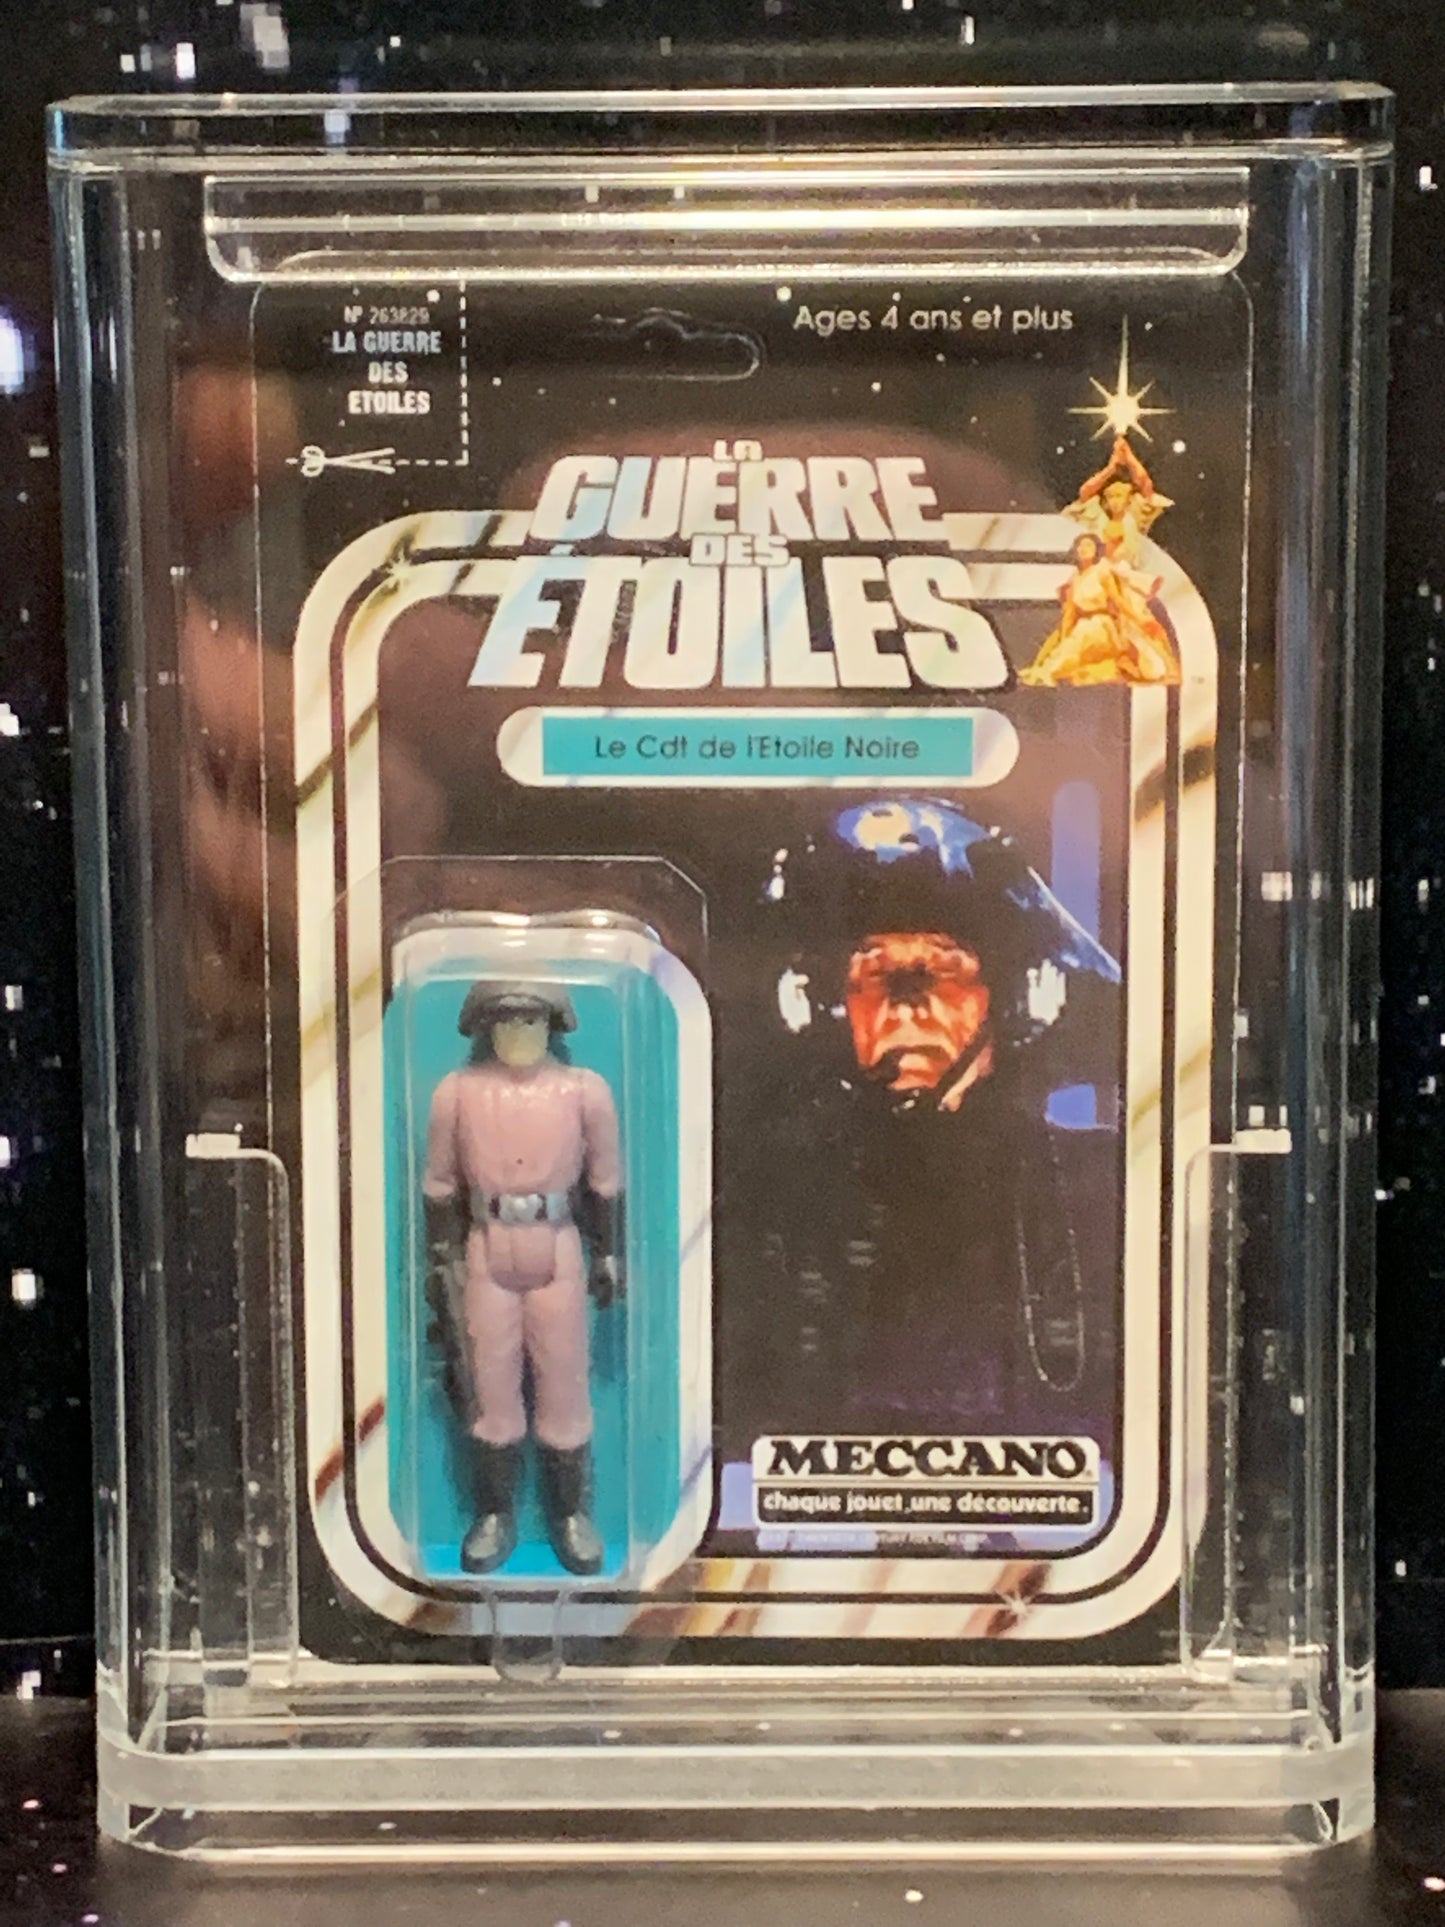 Nº 263829
LA GUERRE
DES
ETOILES
Ages 4 ans et plus
LA
GUERRE
DES
ÉTOILES
Le Cdt de l'Etoile Noire
MECCANO
chaque jouet, une découverte.